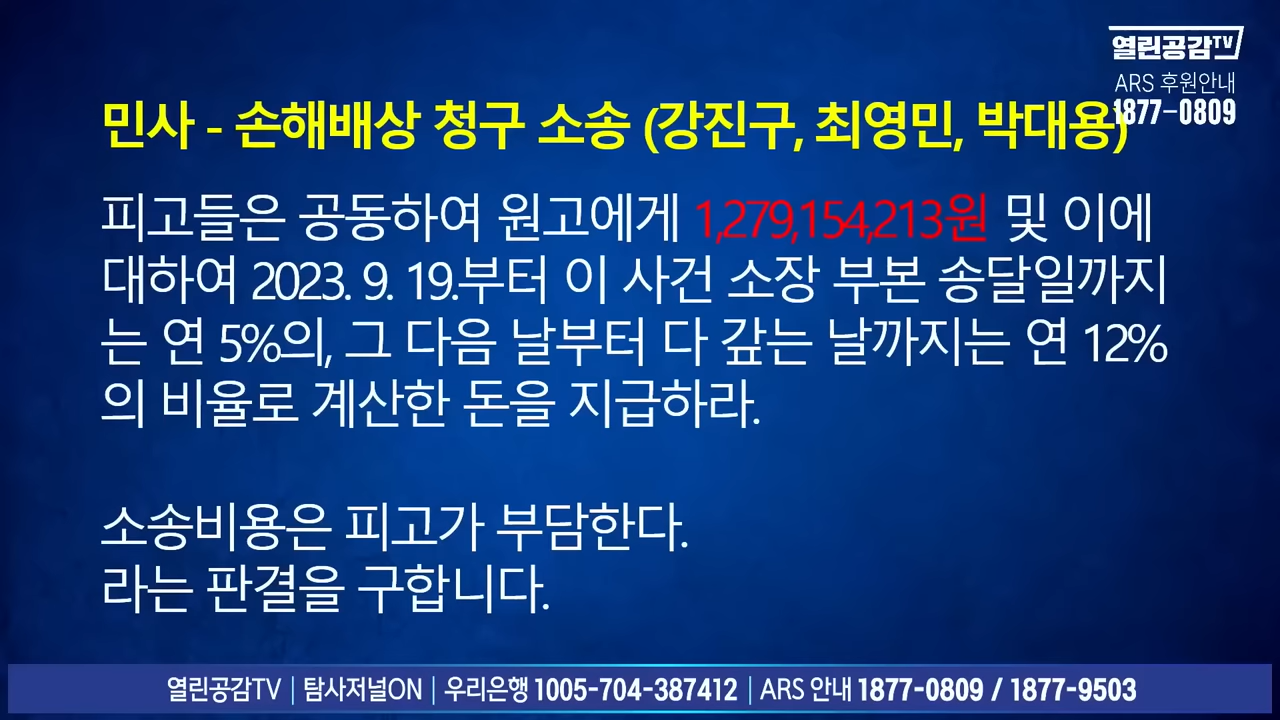 열린공감TV
ARS 후원안내
1877-0809
민사 - 손해배상 청구 소송 (강진구, 최영민, 박대용)
피고들은 공동하여 원고에게 1,279,154,213원 및 이에
대하여 2023. 9. 19.부터 이 사건 소장 부본 송달일까지
는 연 5%의, 그 다음 날부터 다 갚는 날까지는 연 12%
의 비율로 계산한 돈을 지급하라.
소송비용은 피고가 부담한다.
라는 판결을 구합니다.
열린공감TV | 탐사저널ON | 우리은행 1005-704-387412 | ARS 안내 1877-0809 / 1877-9503